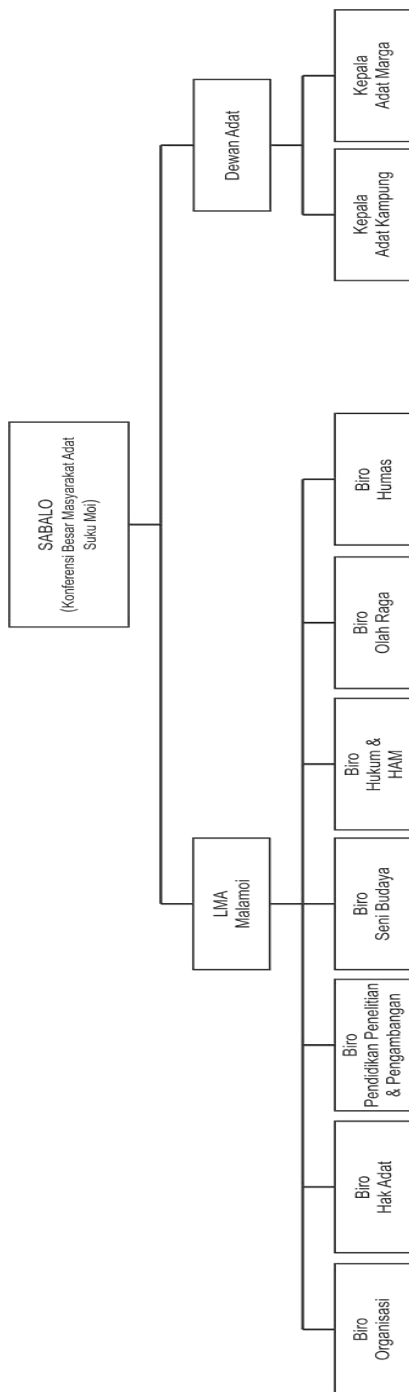 SABALO
(Konferensi Besar Masyarakat Adat
Suku Moi)
LMA
Malamoi
Dewan Adat
Biro
Organisasi
Biro
Hak Adat
Biro
Pendidikan Penelitian
& Pengambangan
Biro
Seni Budaya
Biro
Hukum &
HAM
Biro
Olah Raga
Biro
Humas
Kepala
Adat Kampung
Kepala
Adat Marga